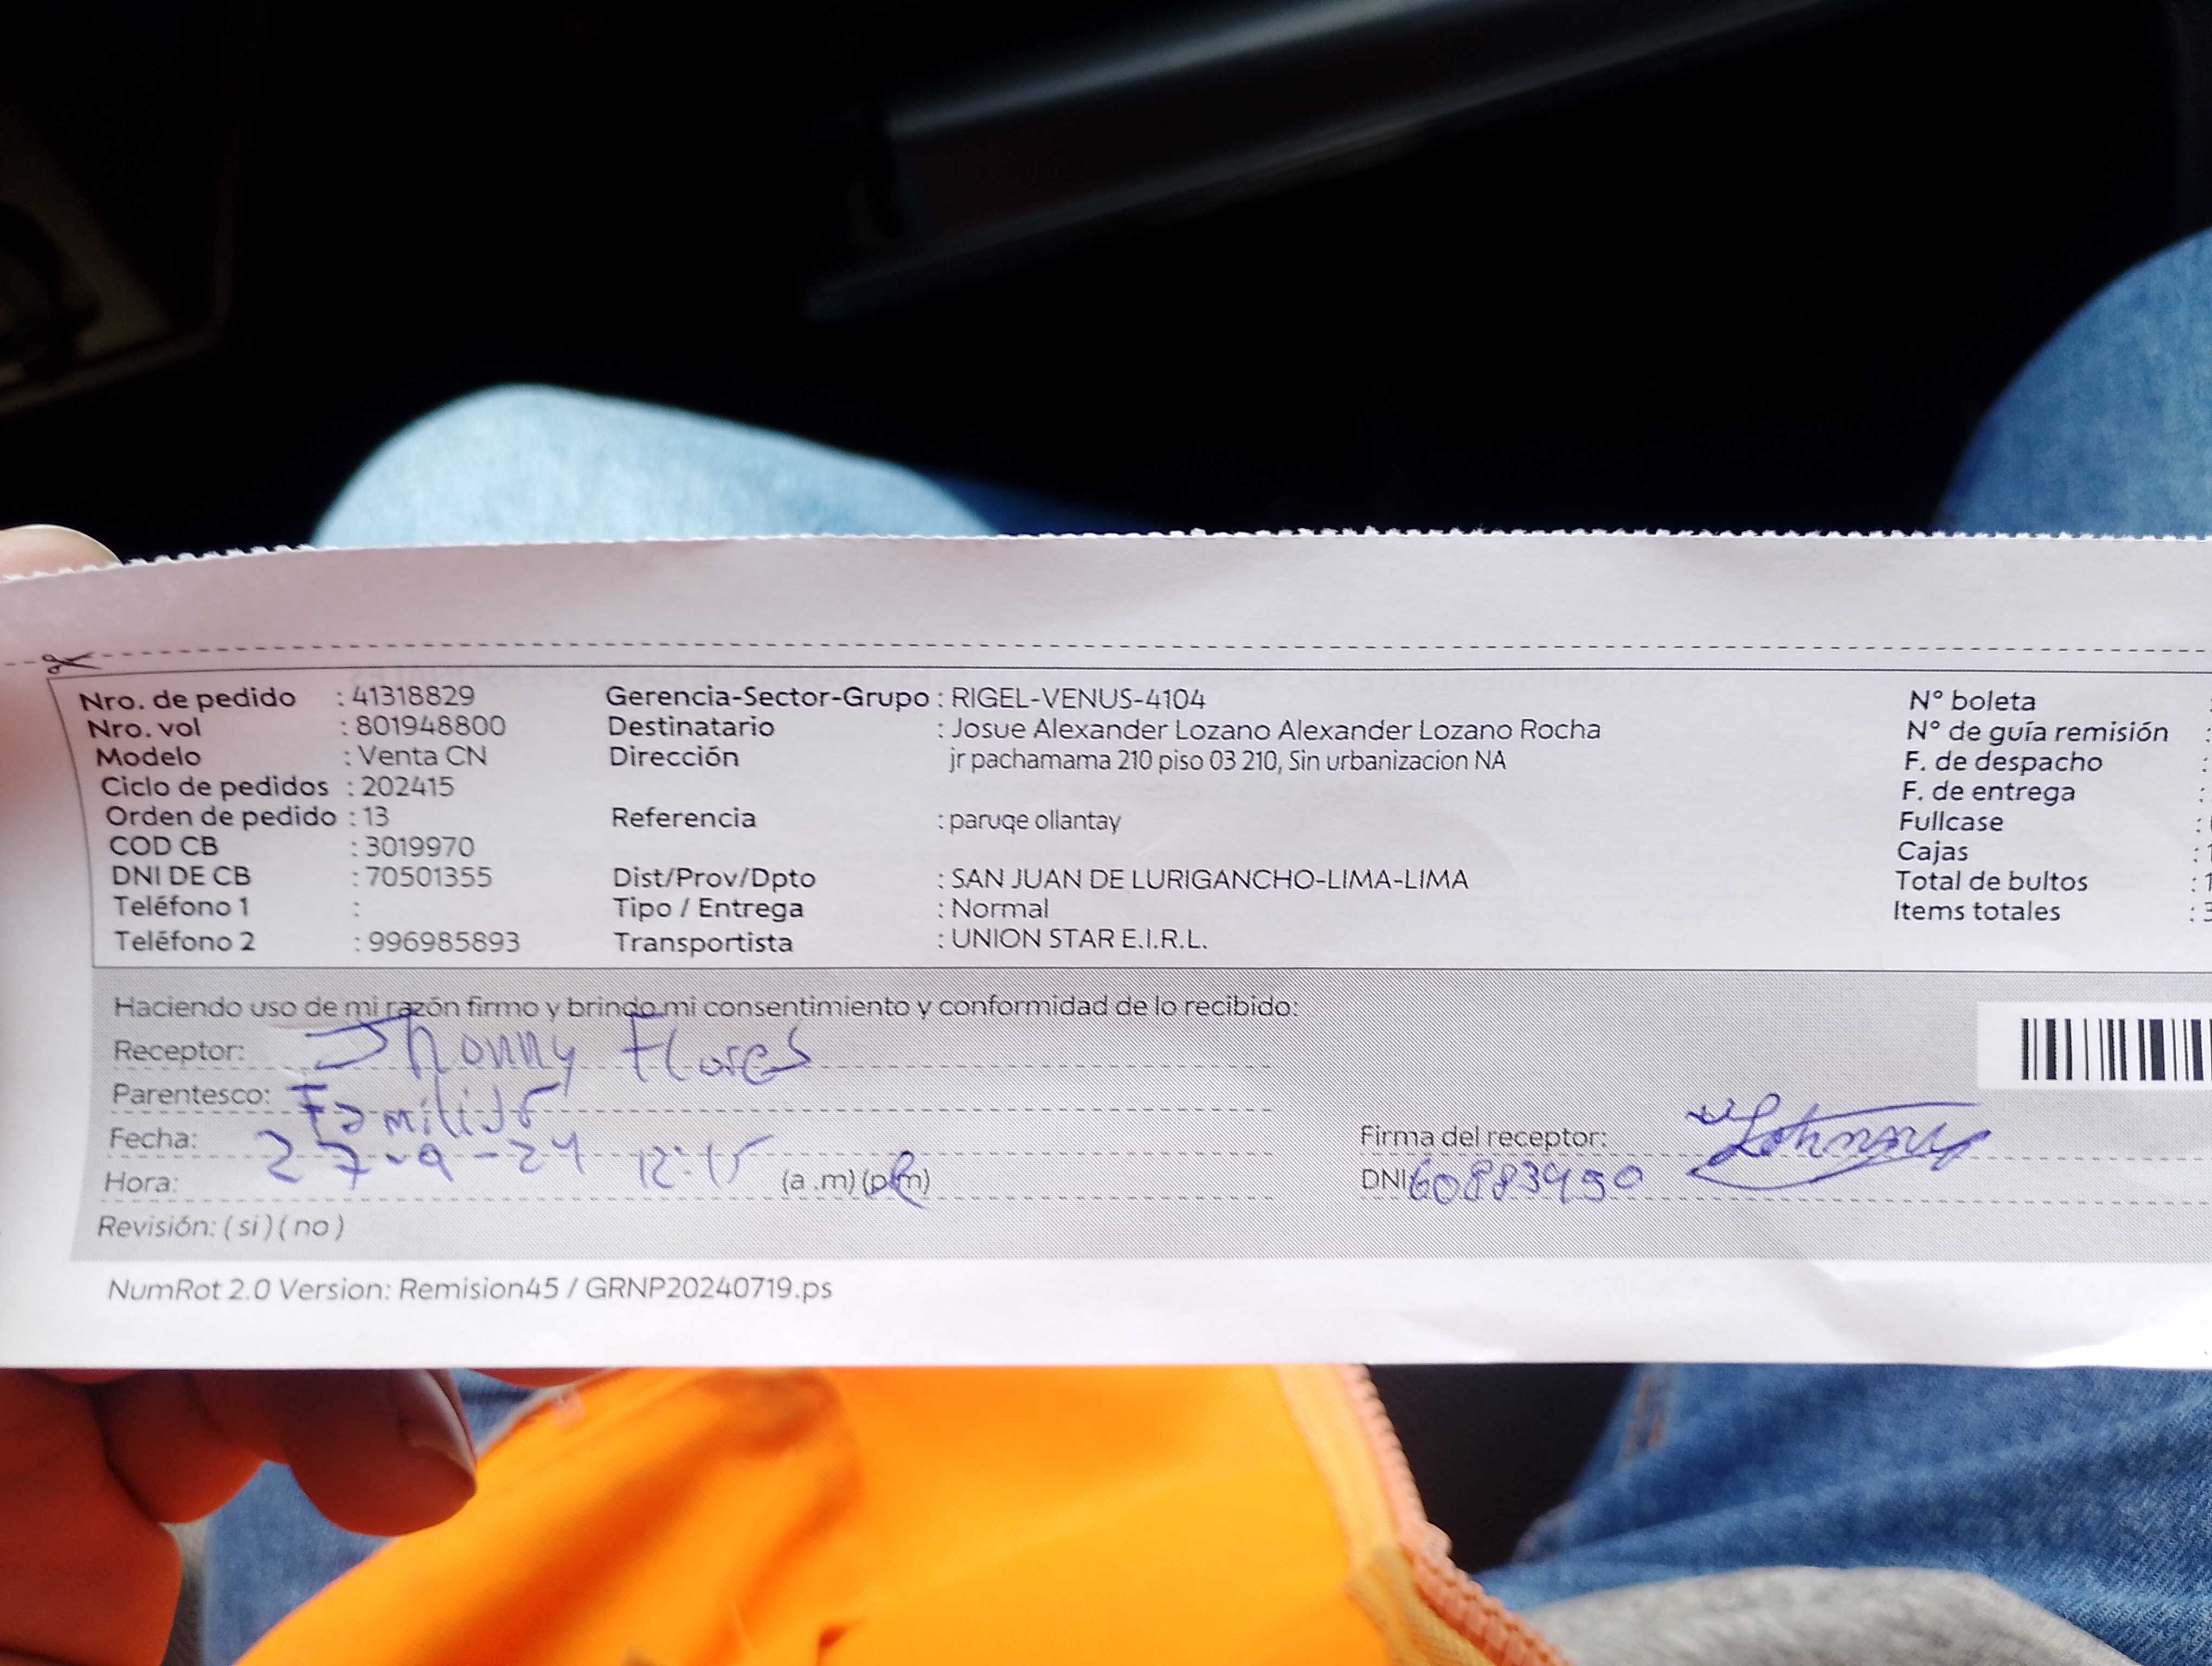 Nro. de pedido : 41318829 Gerencia-Sector-Grupo : RIGEL-VENUS-4104 N° boleta :
Nro. vol : 801948800 Destinatario : Josue Alexander Lozano Alexander Lozano Rocha N° de guía remisión :
Modelo : Venta CN Dirección jr pachamama 210 piso 03 210, Sin urbanizacion NA F. de despacho :
Ciclo de pedidos : 202415 F. de entrega :
Orden de pedido : 13 Referencia : paruqe ollantay Fullcase :
COD CB : 3019970 Cajas : 1
DNI DE CB : 70501355 Dist/Prov/Dpto : SAN JUAN DE LURIGANCHO-LIMA-LIMA Total de bultos : 1
Teléfono 1 : Tipo / Entrega : Normal Items totales : 3
Teléfono 2 : 996985893 Transportista : UNION STAR E.I.R.L.
Haciendo uso de mi razón firmo y brindo mi consentimiento y conformidad de lo recibido:
Receptor: Jhonny Flores
Parentesco: Familiar
Fecha: 27-9-24 Firma del receptor:
Hora: 12:15 (a .m) (p.m) DNI 60883490
Revisión: ( si ) ( no )
NumRot 2.0 Version: Remision45 / GRNP20240719.ps